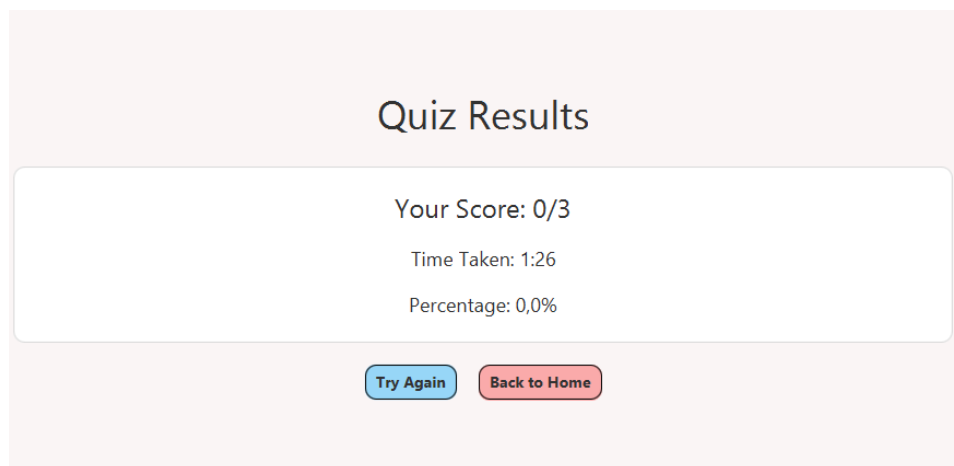 Quiz Results
Your Score: 0/3
Time Taken: 1:26
Percentage: 0,0%
Try Again
Back to Home